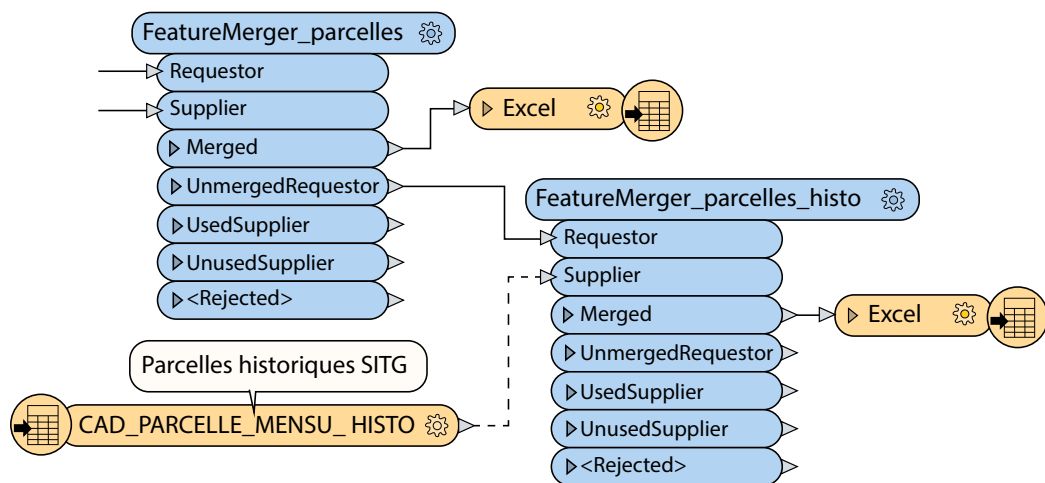 FeatureMerger_parcelles
Requestor
Supplier
Merged
UnmergedRequestor
UsedSupplier
UnusedSupplier
<Rejected>
Excel
FeatureMerger_parcelles_histo
Requestor
Supplier
Merged
UnmergedRequestor
UsedSupplier
UnusedSupplier
<Rejected>
Excel
Parcelles historiques SITG
CAD_PARCELLE_MENSU_ HISTO